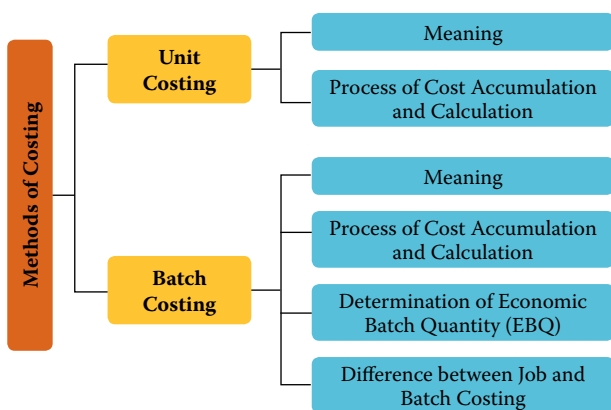 Methods of Costing
Unit
Costing
Meaning
Process of Cost Accumulation
and Calculation
Batch
Costing
Meaning
Process of Cost Accumulation
and Calculation
Determination of Economic
Batch Quantity (EBQ)
Difference between Job and
Batch Costing